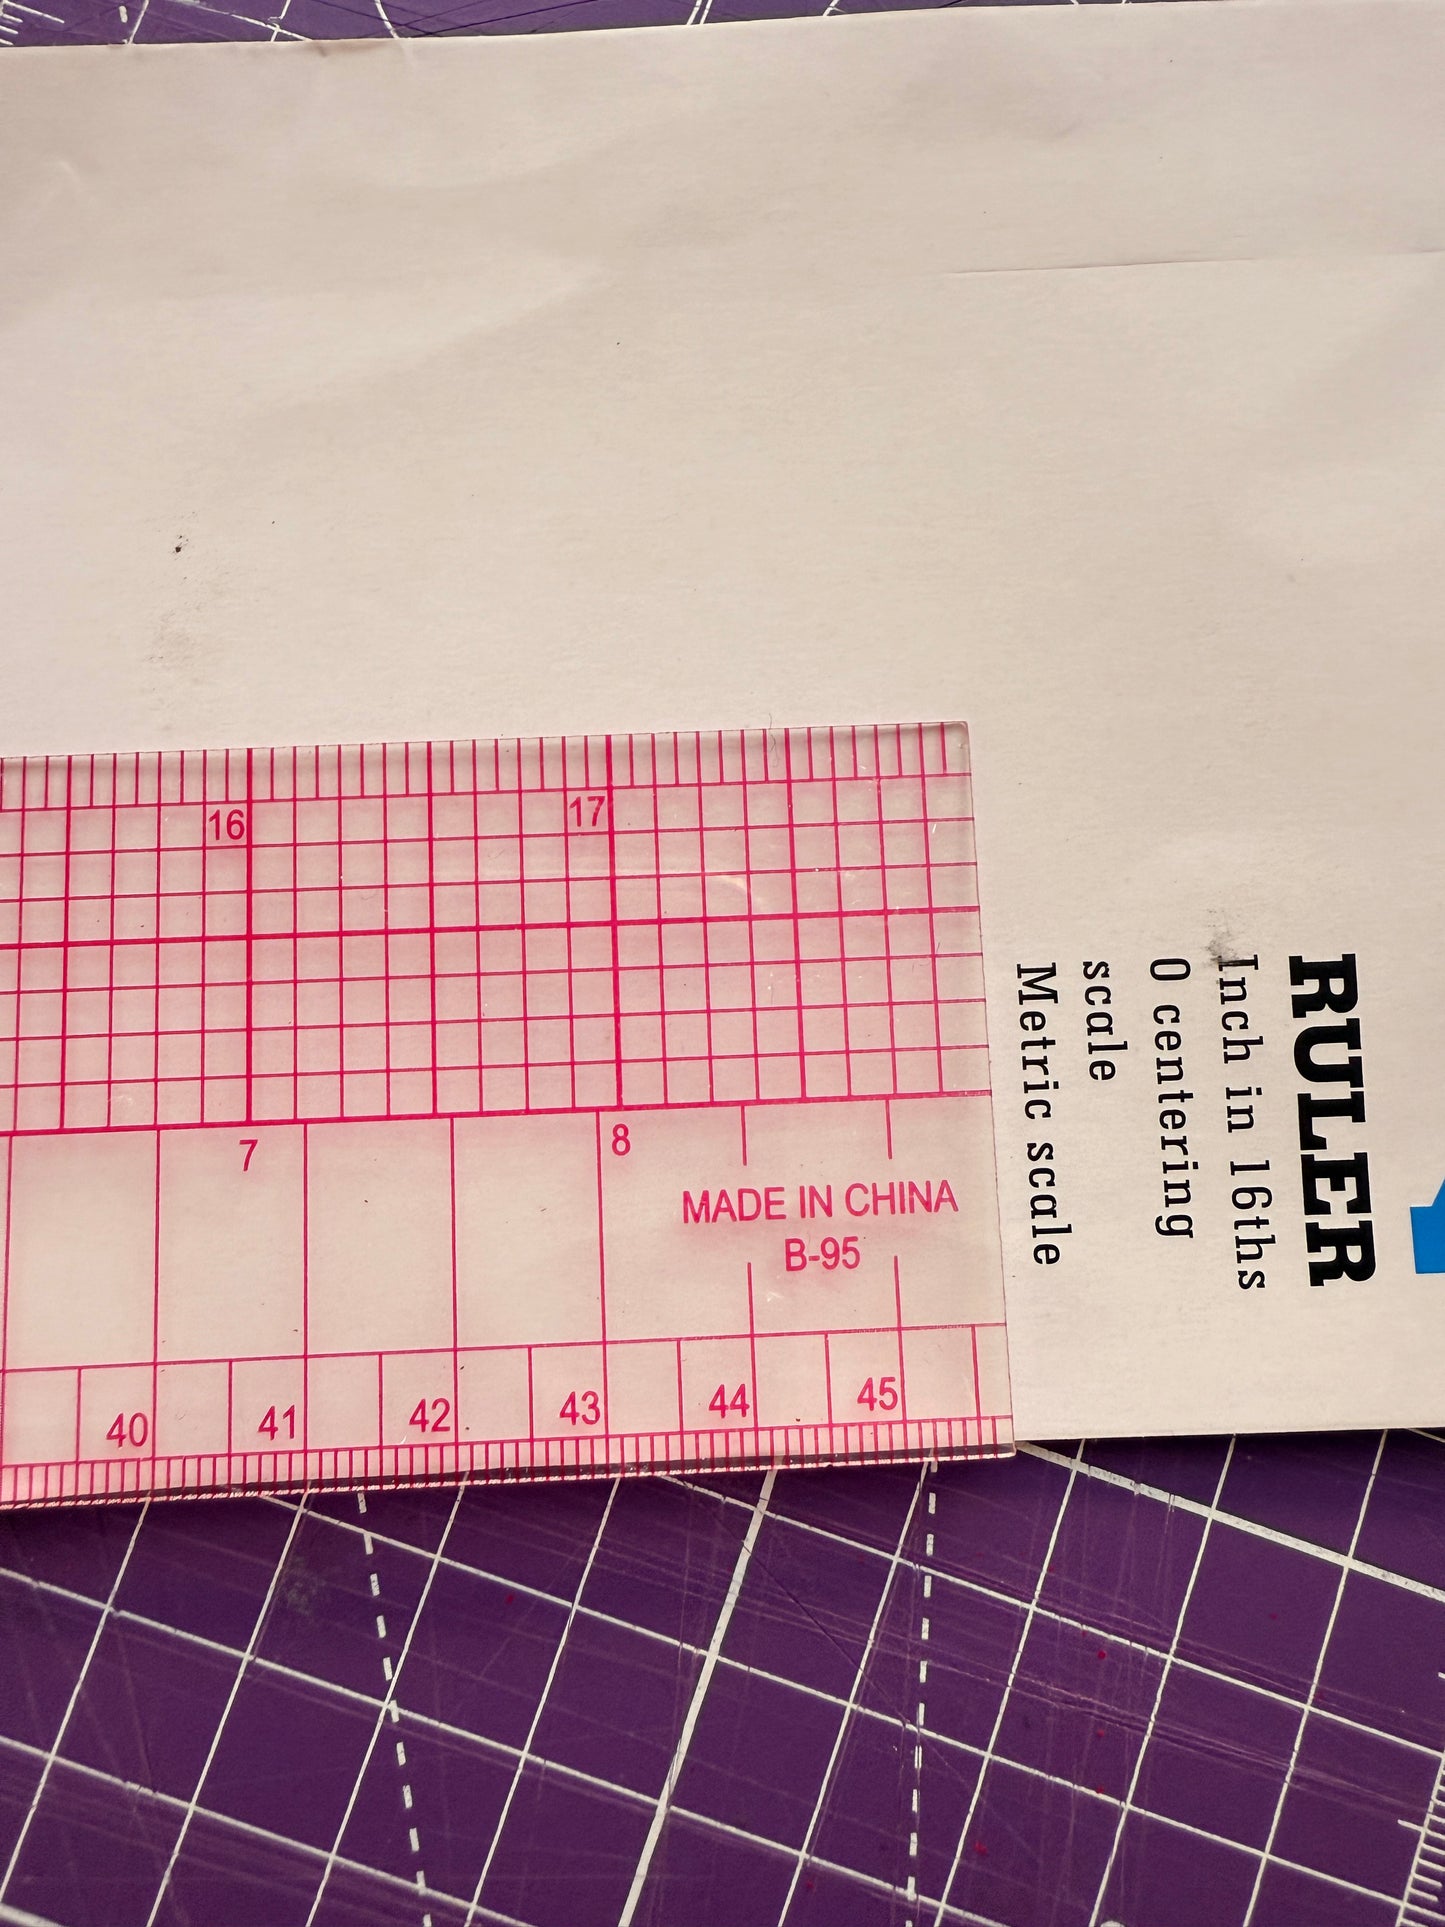 16 17
7 8
MADE IN CHINA
B-95
40 41 42 43 44 45
RULER
Inch in 16ths
0 centering
scale
Metric scale